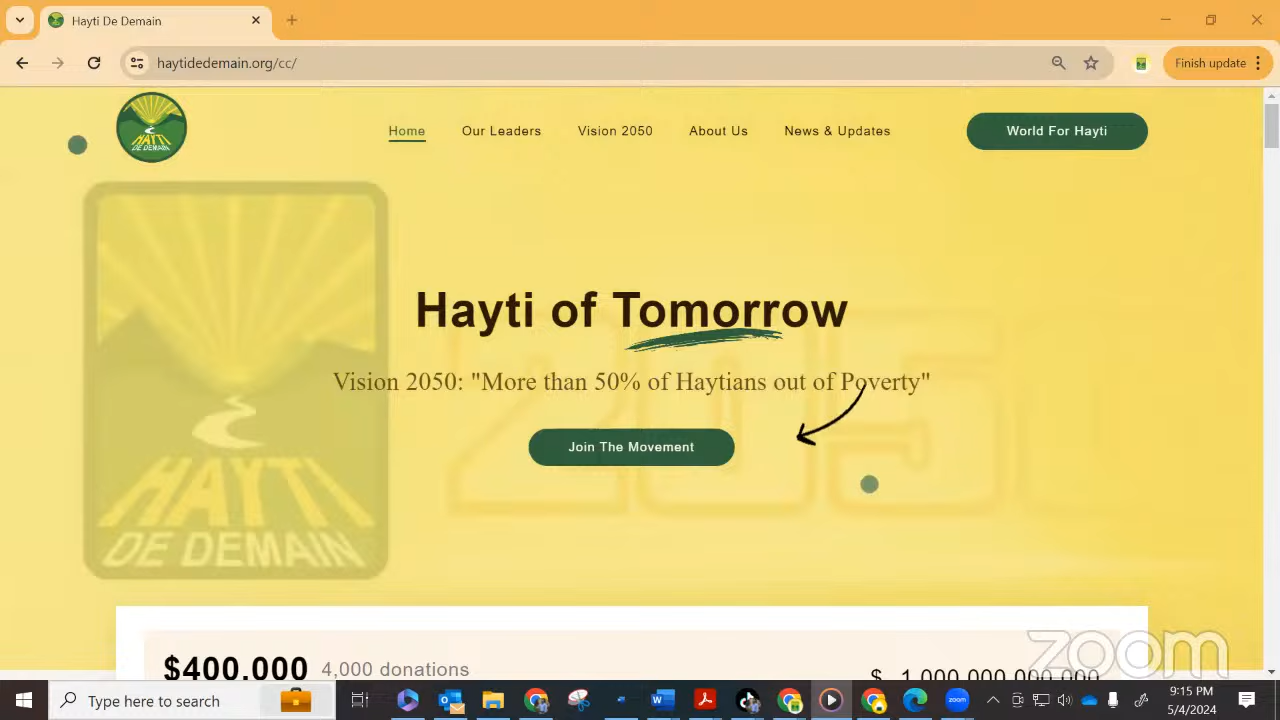 Hayti De Demain
haytidedemain.org/cc/
Finish update
HAYTI
DE DEMAIN
Home
Our Leaders
Vision 2050
About Us
News & Updates
World For Hayti
Hayti of Tomorrow
Vision 2050: "More than 50% of Haytians out of Poverty"
Join The Movement
HAYTI
DE DEMAIN
205
$400,000 4,000 donations
$ 1,000,000,000,000
zoom
Type here to search
zoom
9:15 PM
5/4/2024